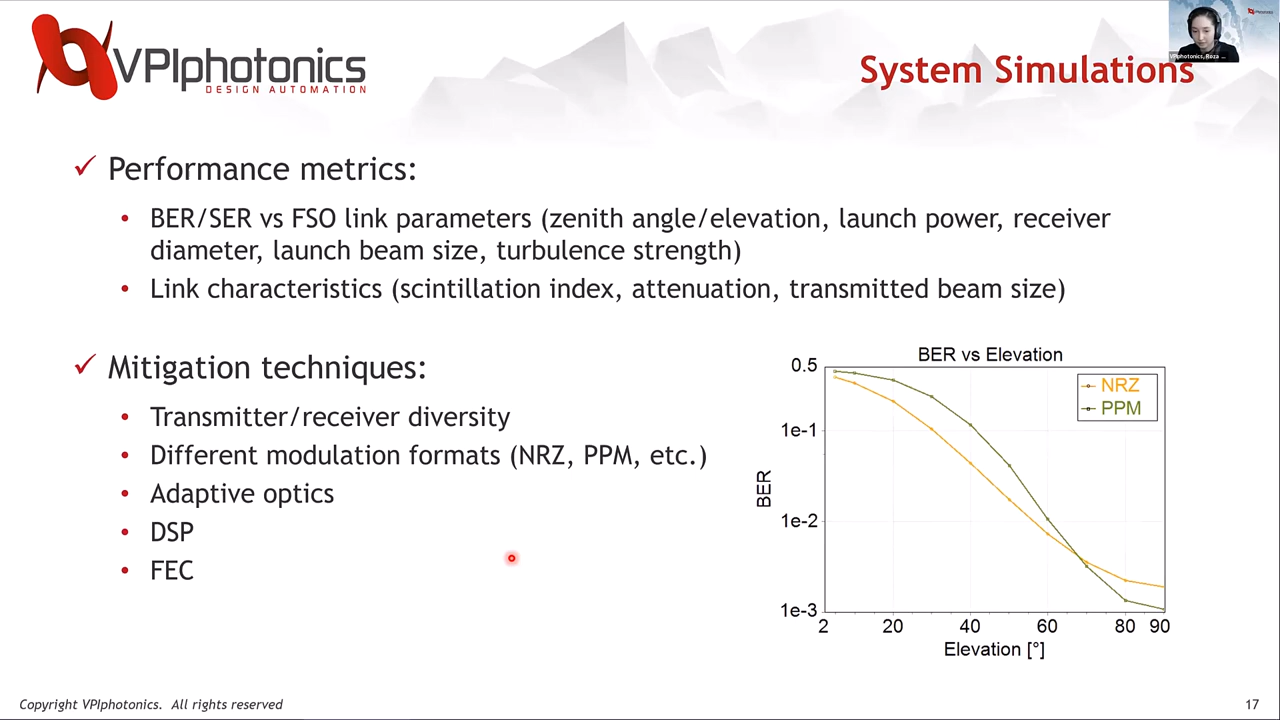 VPIphotonics
DESIGN AUTOMATION
System Simulations
VPIphotonics, Roza ...
✓ Performance metrics:
• BER/SER vs FSO link parameters (zenith angle/elevation, launch power, receiver
diameter, launch beam size, turbulence strength)
• Link characteristics (scintillation index, attenuation, transmitted beam size)
✓ Mitigation techniques:
• Transmitter/receiver diversity
• Different modulation formats (NRZ, PPM, etc.)
• Adaptive optics
• DSP
• FEC
BER vs Elevation
NRZ
PPM
BER
0.5
1e-1
1e-2
1e-3
2 20 40 60 80 90
Elevation [°]
Copyright VPIphotonics. All rights reserved
17